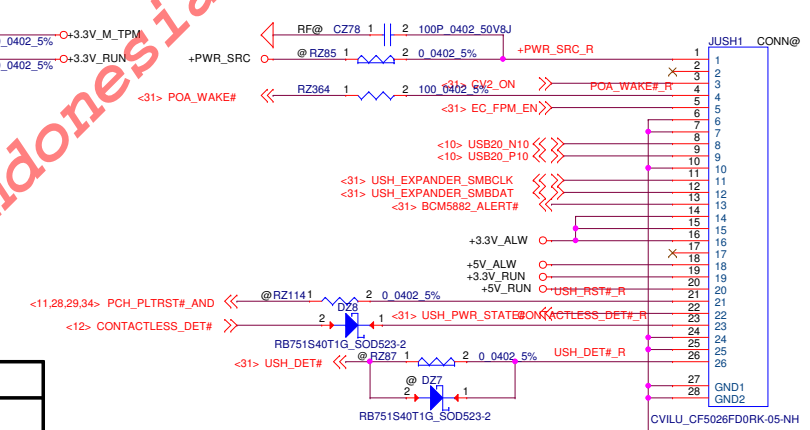 0_0402_5% +3.3V_M_TPM
0_0402_5% +3.3V_RUN
RF@ CZ78 1 2 100P_0402_50V8J
+PWR_SRC @ RZ85 1 2 0_0402_5% +PWR_SRC_R
JUSH1 CONN@
<31> CV2_ON
<31> POA_WAKE# RZ364 1 2 100_0402_5% POA_WAKE#_R
<31> EC_FPM_EN
<10> USB20_N10
<10> USB20_P10
<31> USH_EXPANDER_SMBCLK
<31> USH_EXPANDER_SMBDAT
<31> BCM5882_ALERT#
+3.3V_ALW
+5V_ALW
+3.3V_RUN
+5V_RUN
<11,28,29,34> PCH_PLTRST#_AND @ RZ114 1 2 0_0402_5% USH_RST#_R
<31> USH_PWR_STATE# CONTACTLESS_DET#_R
<12> CONTACTLESS_DET# 2 DZ8 1
RB751S40T1G_SOD523-2
<31> USH_DET# @ RZ87 1 2 0_0402_5% USH_DET#_R
@ DZ7
2 1
RB751S40T1G_SOD523-2
1 1
2 2
3 3
4 4
5 5
6 6
7 7
8 8
9 9
10 10
11 11
12 12
13 13
14 14
15 15
16 16
17 17
18 18
19 19
20 20
21 21
22 22
23 23
24 24
25 25
26 26
27 GND1
28 GND2
CVILU_CF5026FD0RK-05-NH
ndonesia